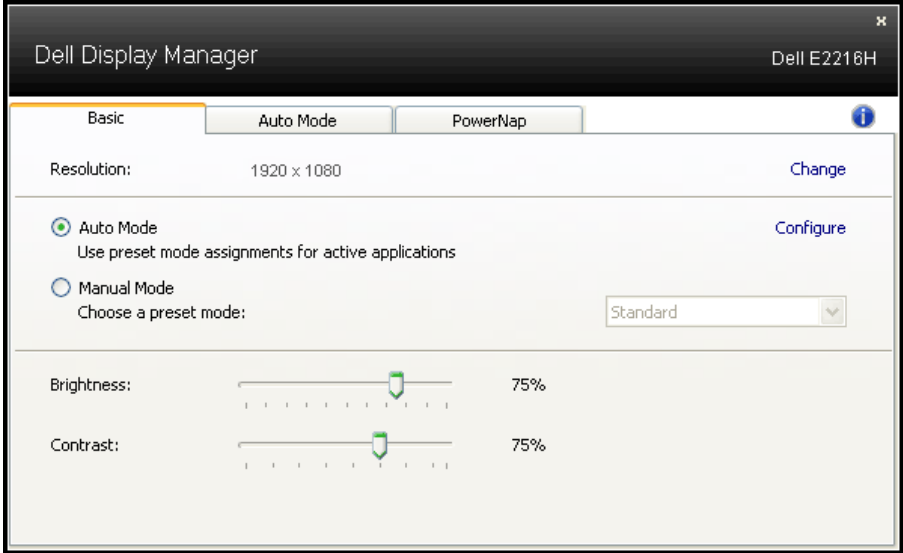 Dell Display Manager
Dell E2216H
Basic
Auto Mode
PowerNap
Resolution:
1920 x 1080
Change
Auto Mode
Configure
Use preset mode assignments for active applications
Manual Mode
Choose a preset mode:
Standard
Brightness:
75%
Contrast:
75%